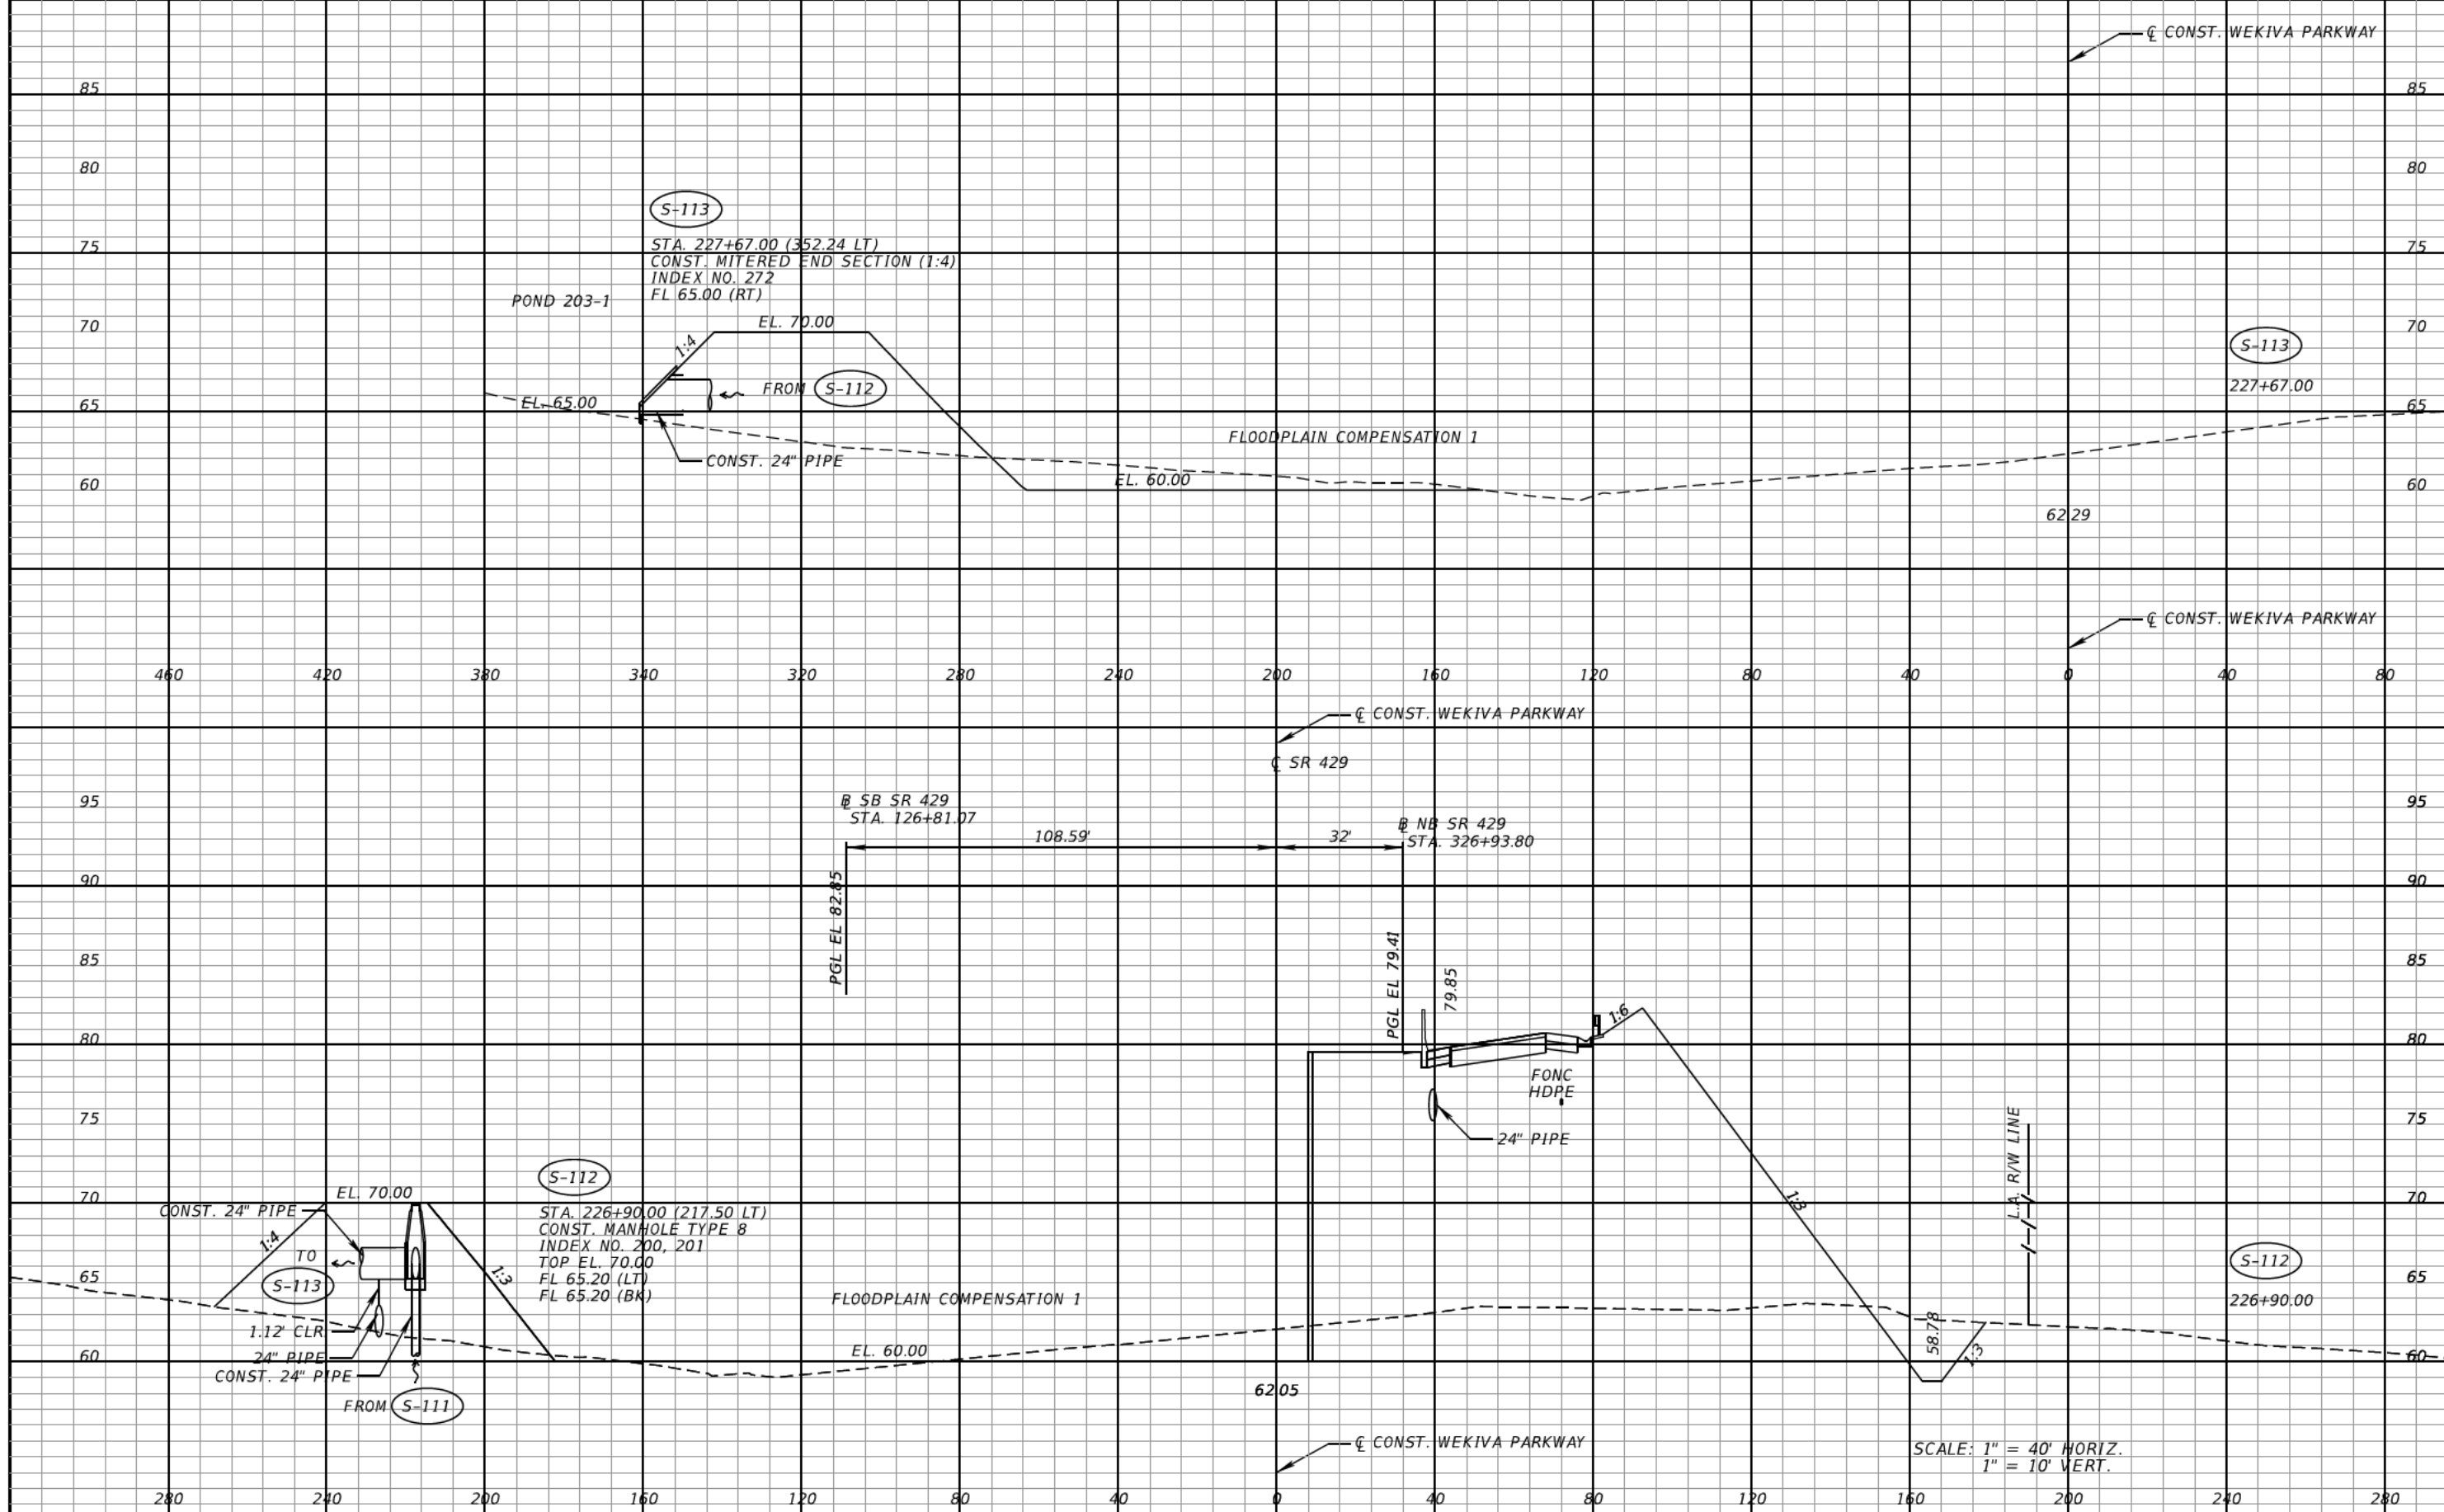 ℄ CONST. WEKIVA PARKWAY
85 85
80 80
S-113
STA. 227+67.00 (352.24 LT)
CONST. MITERED END SECTION (1:4)
INDEX NO. 272
FL 65.00 (RT)
75 75
POND 203-1
70 70
EL. 70.00
1:4
S-113
227+67.00
FROM S-112
EL. 65.00
65 65
FLOODPLAIN COMPENSATION 1
CONST. 24" PIPE
EL. 60.00
60 60
62.29
℄ CONST. WEKIVA PARKWAY
460 420 380 340 320 280 240 200 160 120 80 40 0 40 80
℄ CONST. WEKIVA PARKWAY
℄ SR 429
95 95
B SB SR 429
STA. 126+81.07
B NB SR 429
STA. 326+93.80
108.59'
32'
90 90
PGL EL 82.85
PGL EL 79.41
79.85
85 85
1:6
80 80
FONC
HDPE
24" PIPE
75 75
L.A. R/W LINE
S-112
STA. 226+90.00 (217.50 LT)
CONST. MANHOLE TYPE 8
INDEX NO. 200, 201
TOP EL. 70.00
FL 65.20 (LT)
FL 65.20 (BK)
70 70
EL. 70.00
CONST. 24" PIPE
1:4
TO
S-113
1:3
1:3
S-112
226+90.00
65 65
FLOODPLAIN COMPENSATION 1
1.12' CLR.
24" PIPE
CONST. 24" PIPE
FROM S-111
EL. 60.00
58.78
1:3
60 60
62.05
℄ CONST. WEKIVA PARKWAY
SCALE: 1" = 40' HORIZ.
1" = 10' VERT.
280 240 200 160 120 80 40 0 40 80 120 160 200 240 280